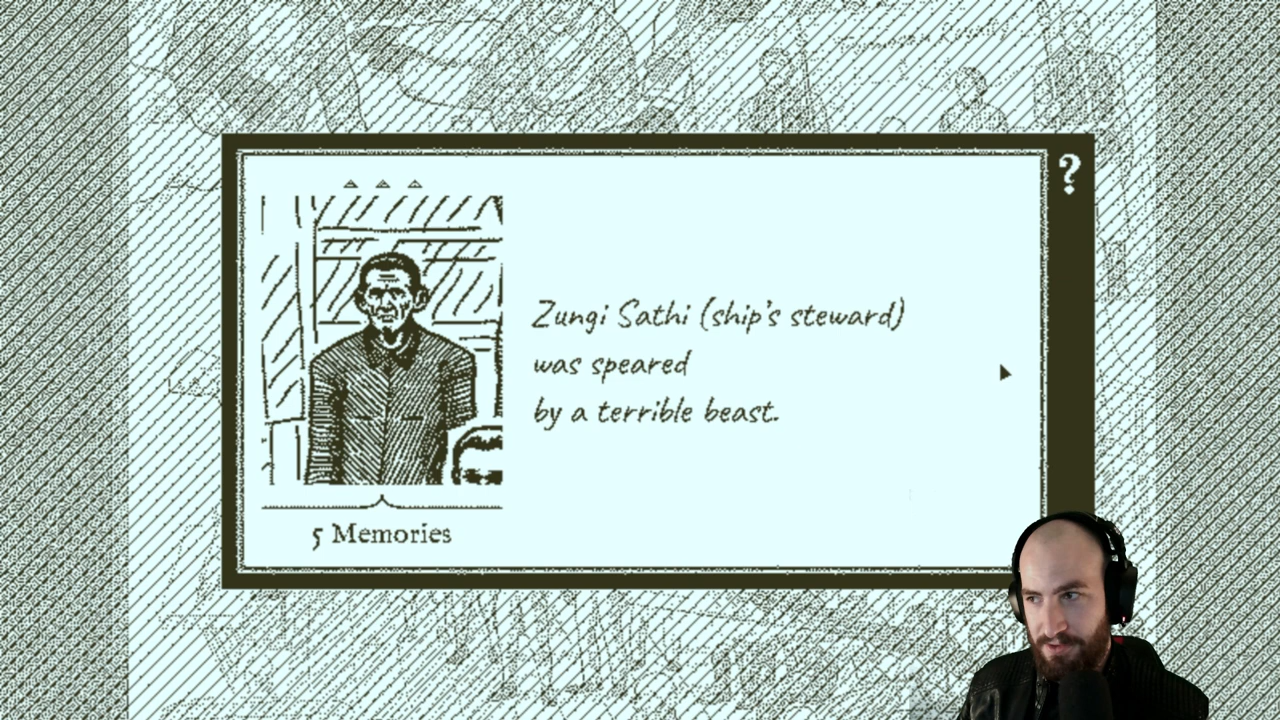 ?
Zungi Sathi (ship's steward)
was speared
by a terrible beast.
5 Memories